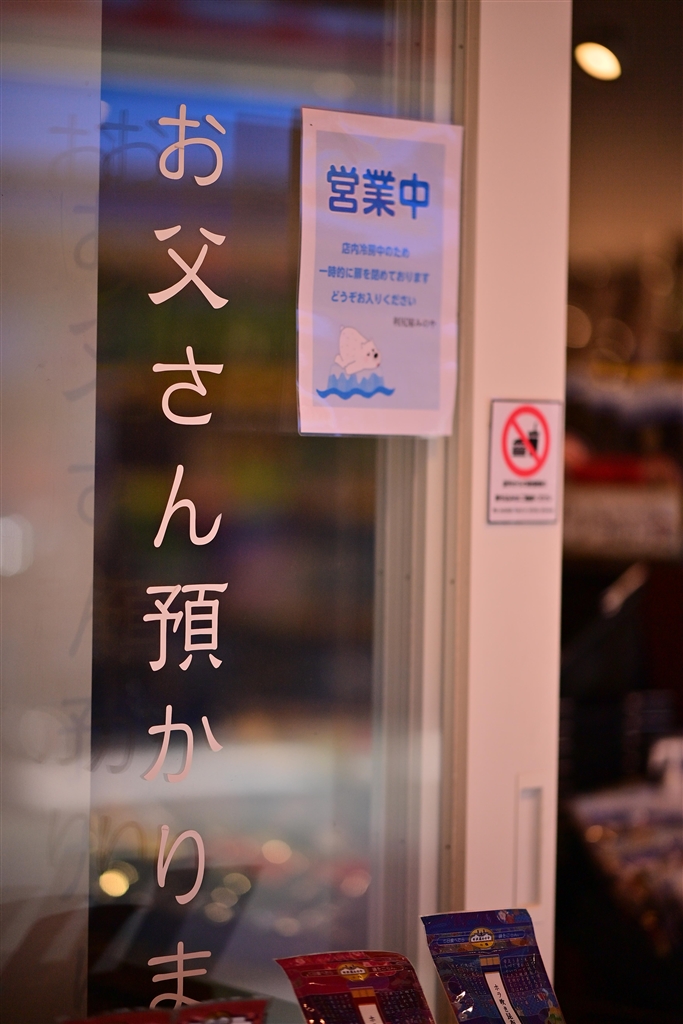 お父さん預かりま
営業中
店内冷房中のため
一時的に扉を閉めております
どうぞお入りください